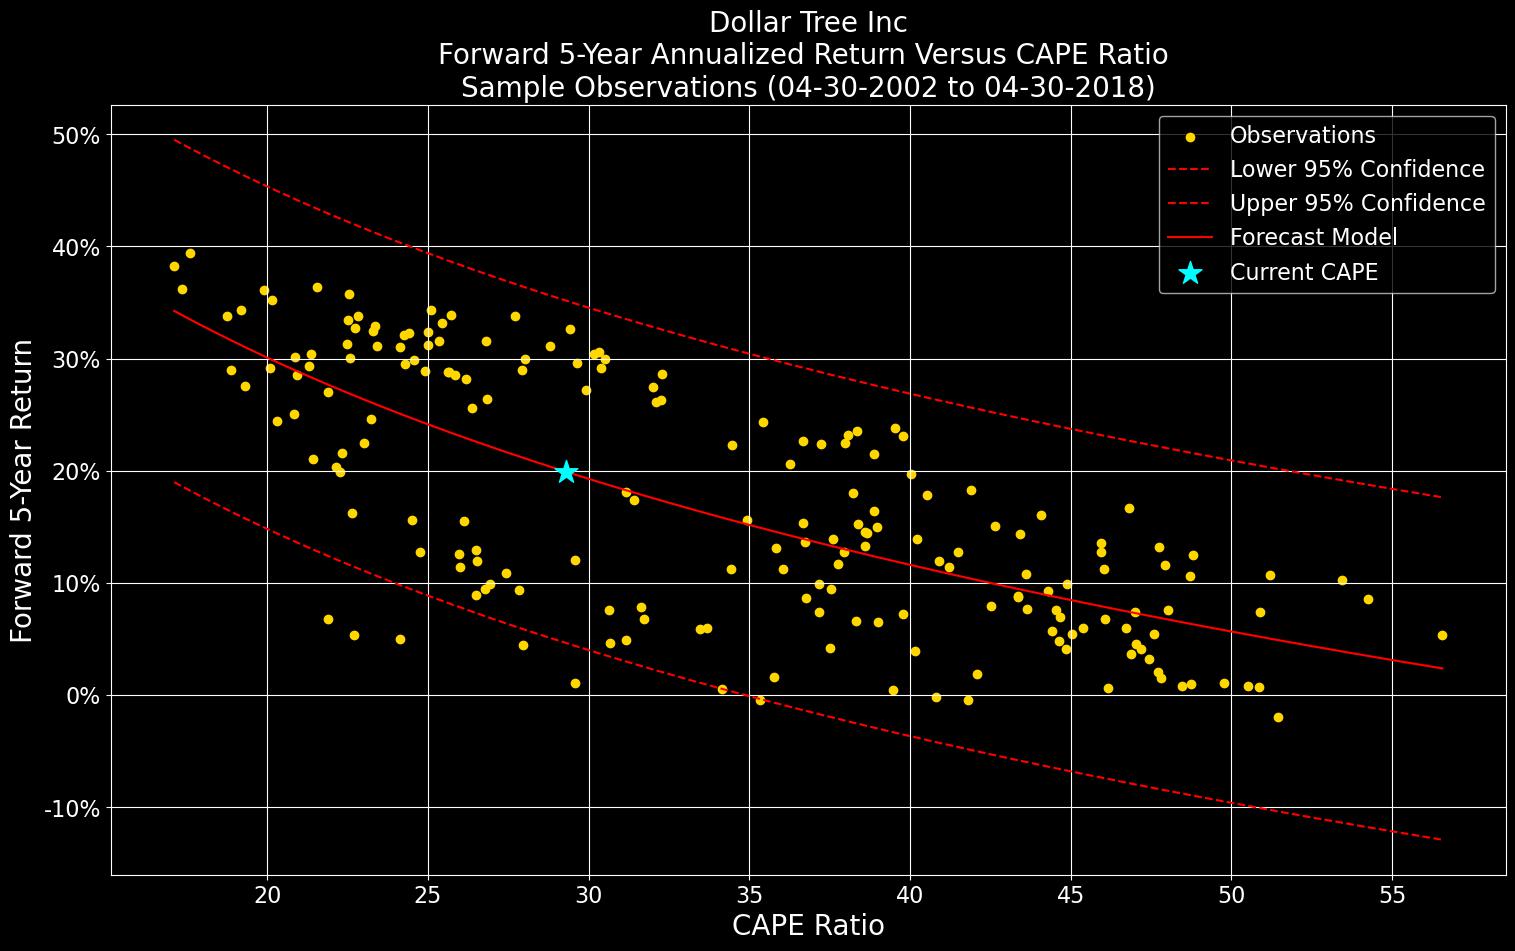 Dollar Tree Inc
Forward 5-Year Annualized Return Versus CAPE Ratio
Sample Observations (04-30-2002 to 04-30-2018)
Observations
Lower 95% Confidence
Upper 95% Confidence
Forecast Model
Current CAPE
Forward 5-Year Return
50%
40%
30%
20%
10%
0%
-10%
20 25 30 35 40 45 50 55
CAPE Ratio